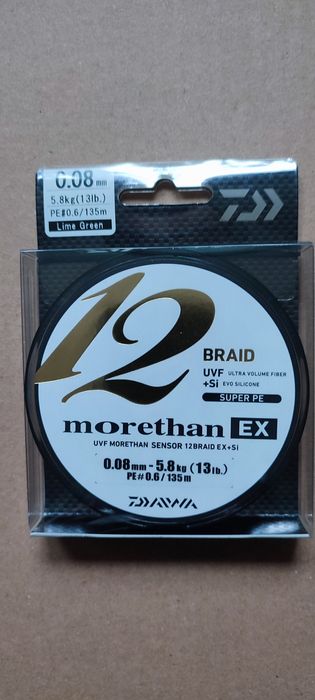 0.08mm
5.8kg(13lb.)
PE#0.6/135m
Lime Green
12
BRAID
UVF ULTRA VOLUME FIBER
+Si EVO SILICONE
SUPER PE
morethan EX
UVF MORETHAN SENSOR 12BRAID EX+Si
0.08mm-5.8kg(13lb.)
PE#0.6/135m
DAIWA